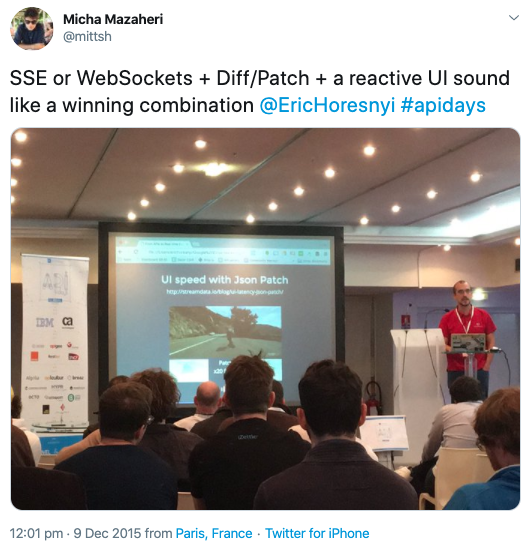 Micha Mazaheri
@mittsh
SSE or WebSockets + Diff/Patch + a reactive UI sound
like a winning combination @EricHoresnyi #apidays
UI speed with Json Patch
IBM
ca
12:01 pm · 9 Dec 2015 from Paris, France · Twitter for iPhone